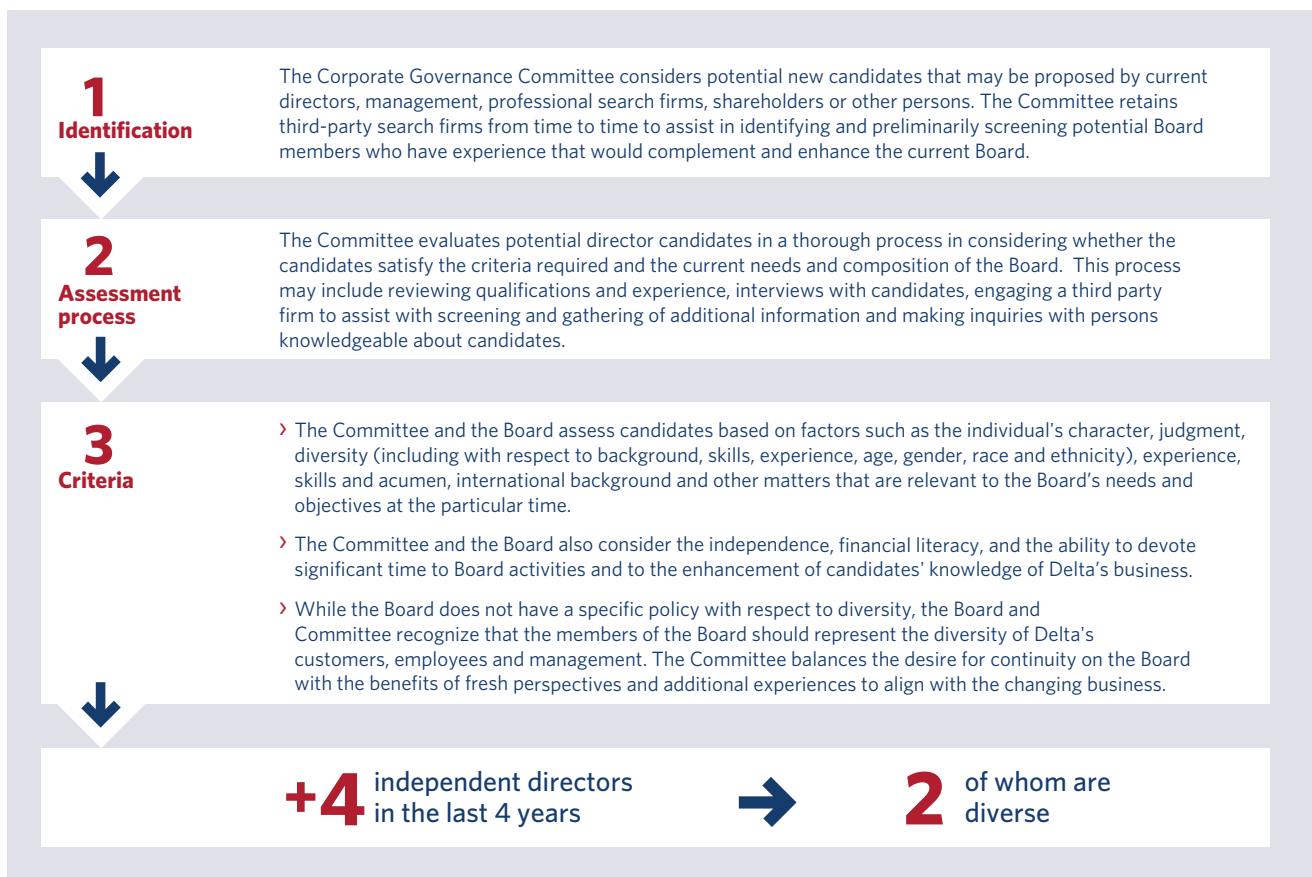 1
Identification
The Corporate Governance Committee considers potential new candidates that may be proposed by current
directors, management, professional search firms, shareholders or other persons. The Committee retains
third-party search firms from time to time to assist in identifying and preliminarily screening potential Board
members who have experience that would complement and enhance the current Board.
2
Assessment
process
The Committee evaluates potential director candidates in a thorough process in considering whether the
candidates satisfy the criteria required and the current needs and composition of the Board. This process
may include reviewing qualifications and experience, interviews with candidates, engaging a third party
firm to assist with screening and gathering of additional information and making inquiries with persons
knowledgeable about candidates.
3
Criteria
› The Committee and the Board assess candidates based on factors such as the individual's character, judgment,
diversity (including with respect to background, skills, experience, age, gender, race and ethnicity), experience,
skills and acumen, international background and other matters that are relevant to the Board’s needs and
objectives at the particular time.
› The Committee and the Board also consider the independence, financial literacy, and the ability to devote
significant time to Board activities and to the enhancement of candidates' knowledge of Delta’s business.
› While the Board does not have a specific policy with respect to diversity, the Board and
Committee recognize that the members of the Board should represent the diversity of Delta's
customers, employees and management. The Committee balances the desire for continuity on the Board
with the benefits of fresh perspectives and additional experiences to align with the changing business.
+4 independent directors
in the last 4 years
2 of whom are
diverse